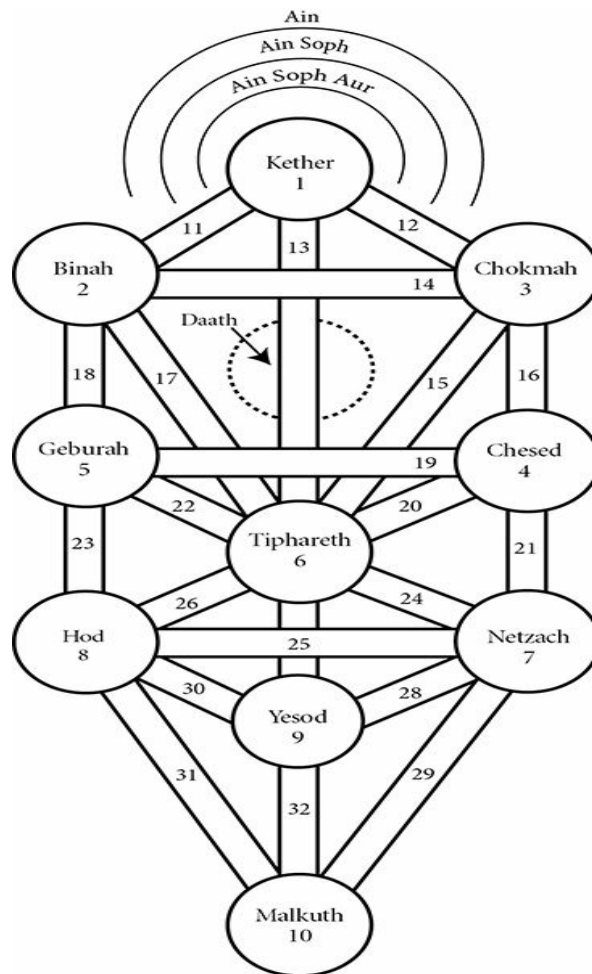 Ain
Ain Soph
Ain Soph Aur
Kether
1
11
12
13
Binah
2
Chokmah
3
14
Daath
18
17
15
16
Geburah
5
19
Chesed
4
22
20
Tiphareth
6
23
21
26
24
Hod
8
25
Netzach
7
30
28
Yesod
9
31
32
29
Malkuth
10